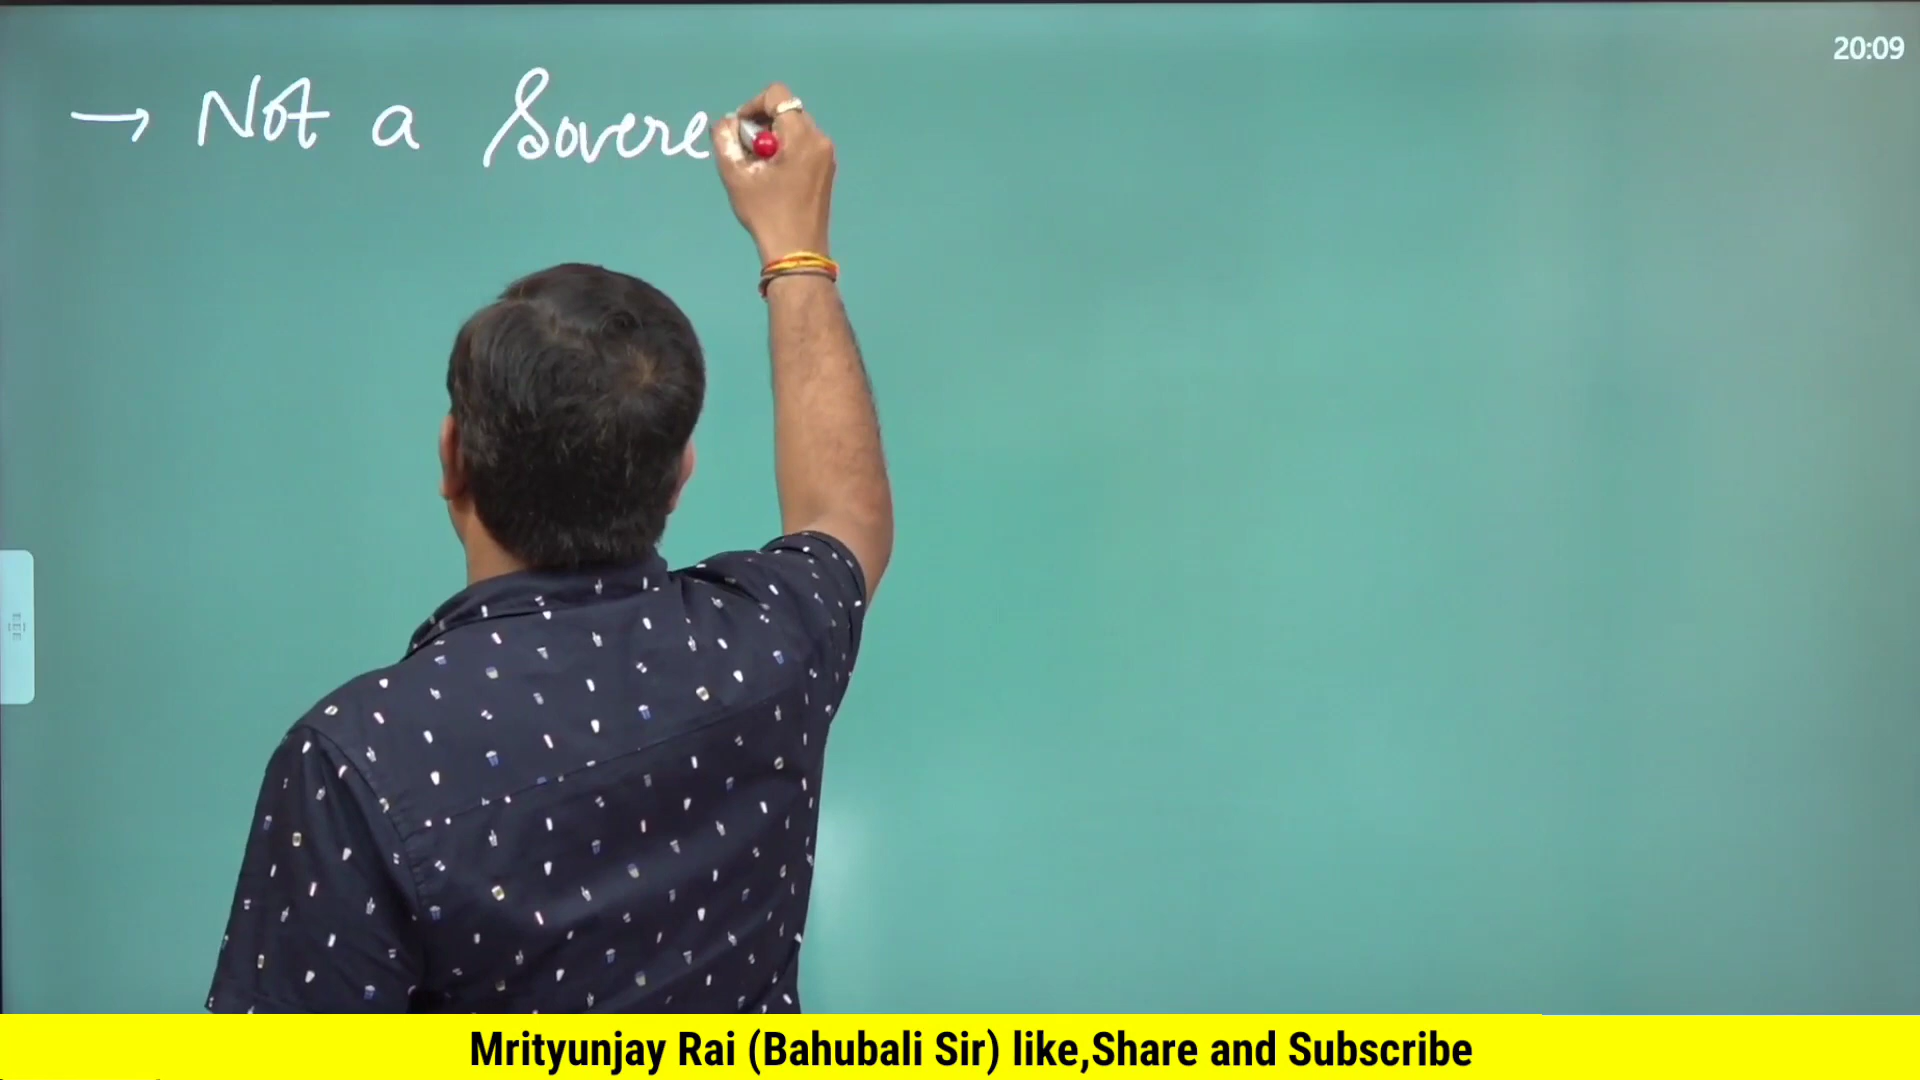 20:09
→ Not a Sovere
Mrityunjay Rai (Bahubali Sir) like,Share and Subscribe